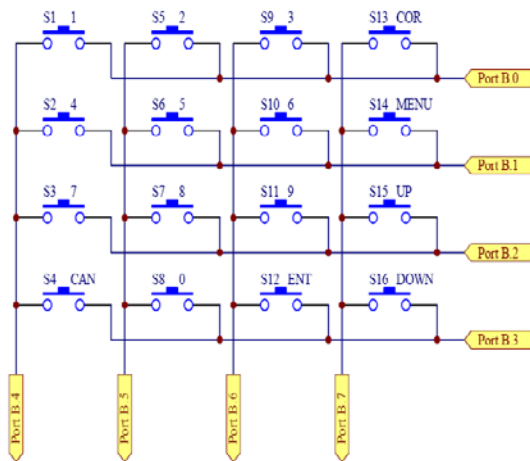 S1 1 S5 2 S9 3 S13 COR
Port B 0
S2 4 S6 5 S10 6 S14 MENU
Port B.1
S3 7 S7 8 S11 9 S15 UP
Port B.2
S4 CAN S8 0 S12 ENT S16 DOWN
Port B.3
Port B 4
Port B 5
Port B 6
Port B 7